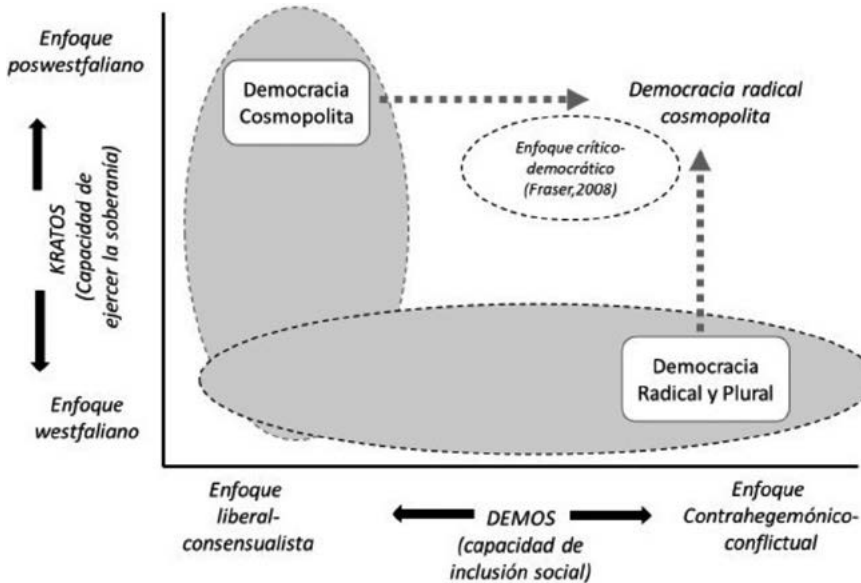 Enfoque
poswestfaliano
KRATOS
(Capacidad de
ejercer la soberanía)
Enfoque
westfaliano
Democracia
Cosmopolita
Democracia radical
cosmopolita
Enfoque crítico-
democrático
(Fraser,2008)
Democracia
Radical y Plural
Enfoque
liberal-
consensualista
DEMOS
(capacidad de
inclusión social)
Enfoque
Contrahegemónico-
conflictual